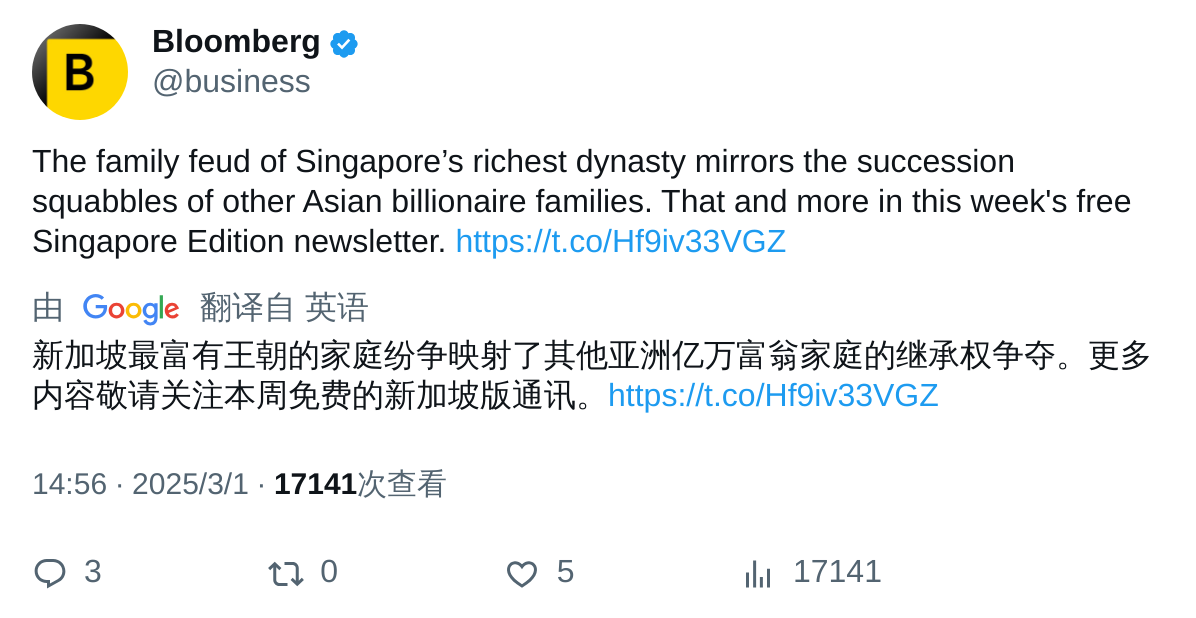 B
Bloomberg
@business
The family feud of Singapore’s richest dynasty mirrors the succession
squabbles of other Asian billionaire families. That and more in this week's free
Singapore Edition newsletter. https://t.co/Hf9iv33VGZ
由 Google 翻译自 英语
新加坡最富有王朝的家庭纷争映射了其他亚洲亿万富翁家庭的继承权争夺。更多
内容敬请关注本周免费的新加坡版通讯。https://t.co/Hf9iv33VGZ
14:56 · 2025/3/1 · 17141次查看
3 0 5 17141